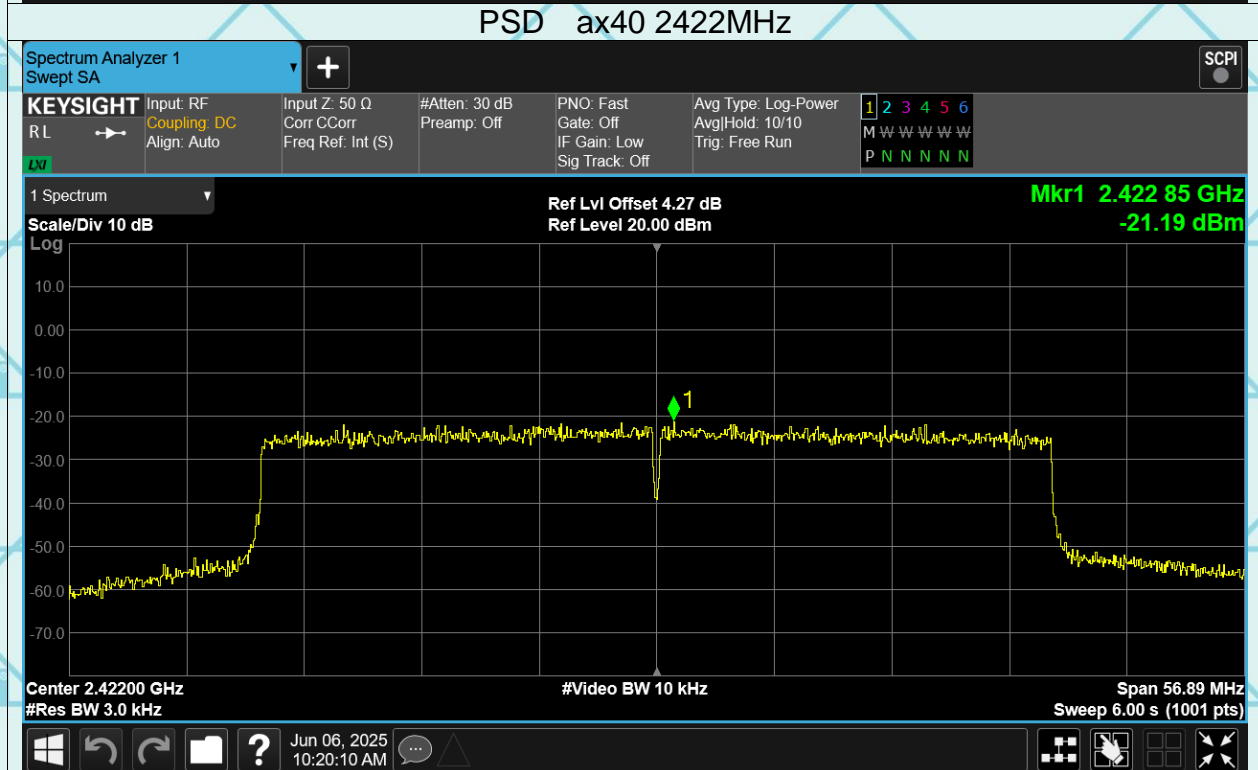 PSD ax40 2422MHz
Spectrum Analyzer 1
Swept SA
+
SCPI
KEYSIGHT
R L
LXI
Input: RF
Coupling: DC
Align: Auto
Input Z: 50 Ω
Corr CCorr
Freq Ref: Int (S)
#Atten: 30 dB
Preamp: Off
PNO: Fast
Gate: Off
IF Gain: Low
Sig Track: Off
Avg Type: Log-Power
Avg|Hold: 10/10
Trig: Free Run
1 2 3 4 5 6
M W W W W W
P N N N N N
1 Spectrum
Scale/Div 10 dB
Ref Lvl Offset 4.27 dB
Ref Level 20.00 dBm
Mkr1 2.422 85 GHz
-21.19 dBm
Log
10.0
0.00
-10.0
1
-20.0
-30.0
-40.0
-50.0
-60.0
-70.0
Center 2.42200 GHz
#Res BW 3.0 kHz
#Video BW 10 kHz
Span 56.89 MHz
Sweep 6.00 s (1001 pts)
?
Jun 06, 2025
10:20:10 AM